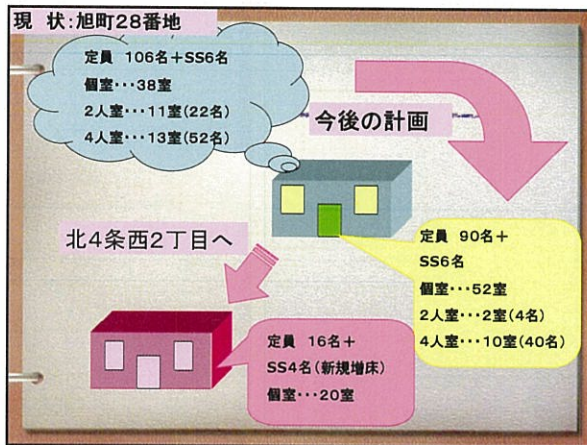 現　状：旭町28番地
定員　106名＋SS6名
個室・・・38室
2人室・・・11室(22名)
4人室・・・13室(52名)
今後の計画
北4条西2丁目へ
定員　90名＋
SS6名
個室・・・52室
2人室・・・2室(4名)
4人室・・・10室(40名)
定員　16名＋
SS4名(新規増床)
個室・・・20室